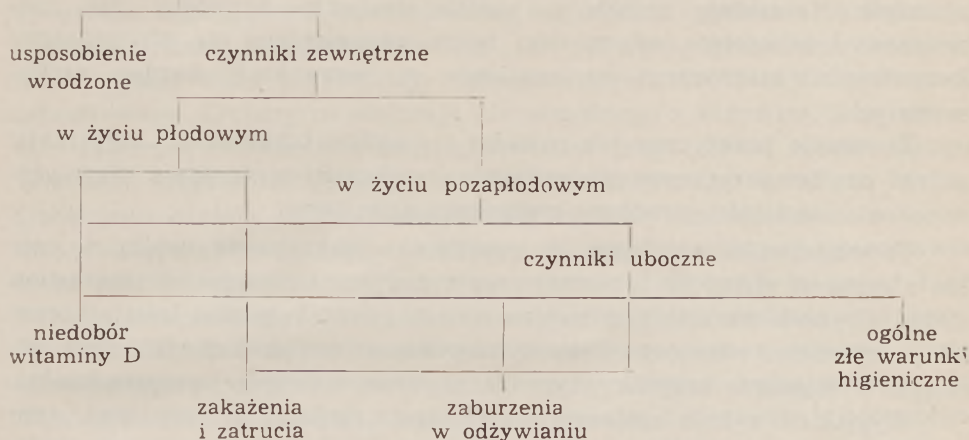 usposobienie
wrodzone
czynniki zewnętrzne
w życiu płodowym
w życiu pozapłodowym
czynniki uboczne
niedobór
witaminy D
ogólne
złe warunki
higieniczne
zakażenia
i zatrucia
zaburzenia
w odżywianiu